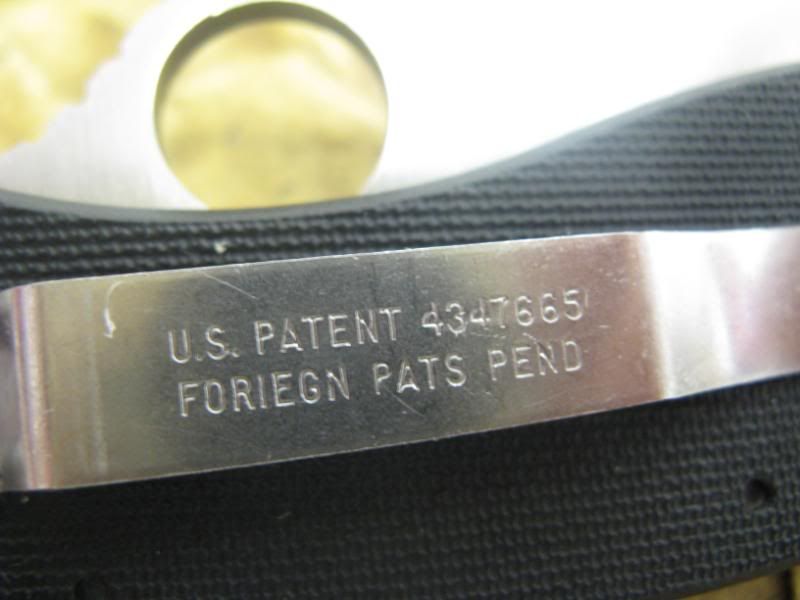 U.S. PATENT 4347665
FORIEGN PATS PEND